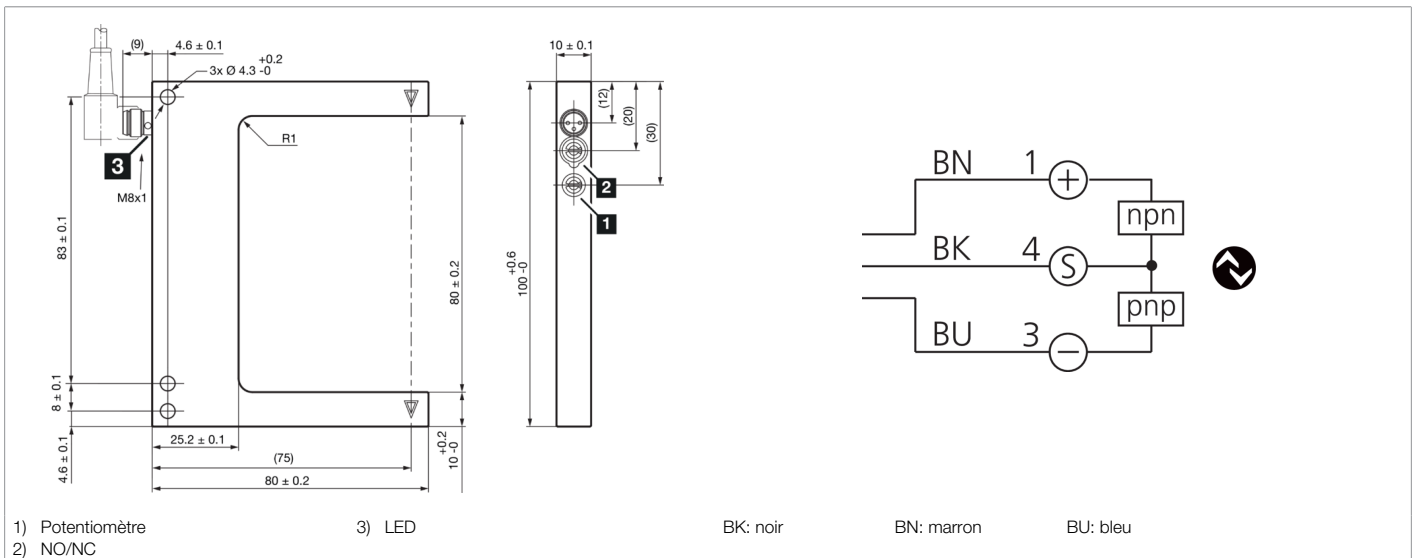 (9)
4.6 ± 0.1
3x Ø 4.3 +0.2 -0
R1
3
M8x1
83 ± 0.1
80 ± 0.2
8 ± 0.1
4.6 ± 0.1
25.2 ± 0.1
(75)
80 ± 0.2
+0.2
10 -0
10 ± 0.1
(12)
(20)
(30)
2
1
+0.6
100 -0
BN 1 +
npn
BK 4 S
pnp
BU 3 −
1) Potentiomètre 3) LED BK: noir BN: marron BU: bleu
2) NO/NC